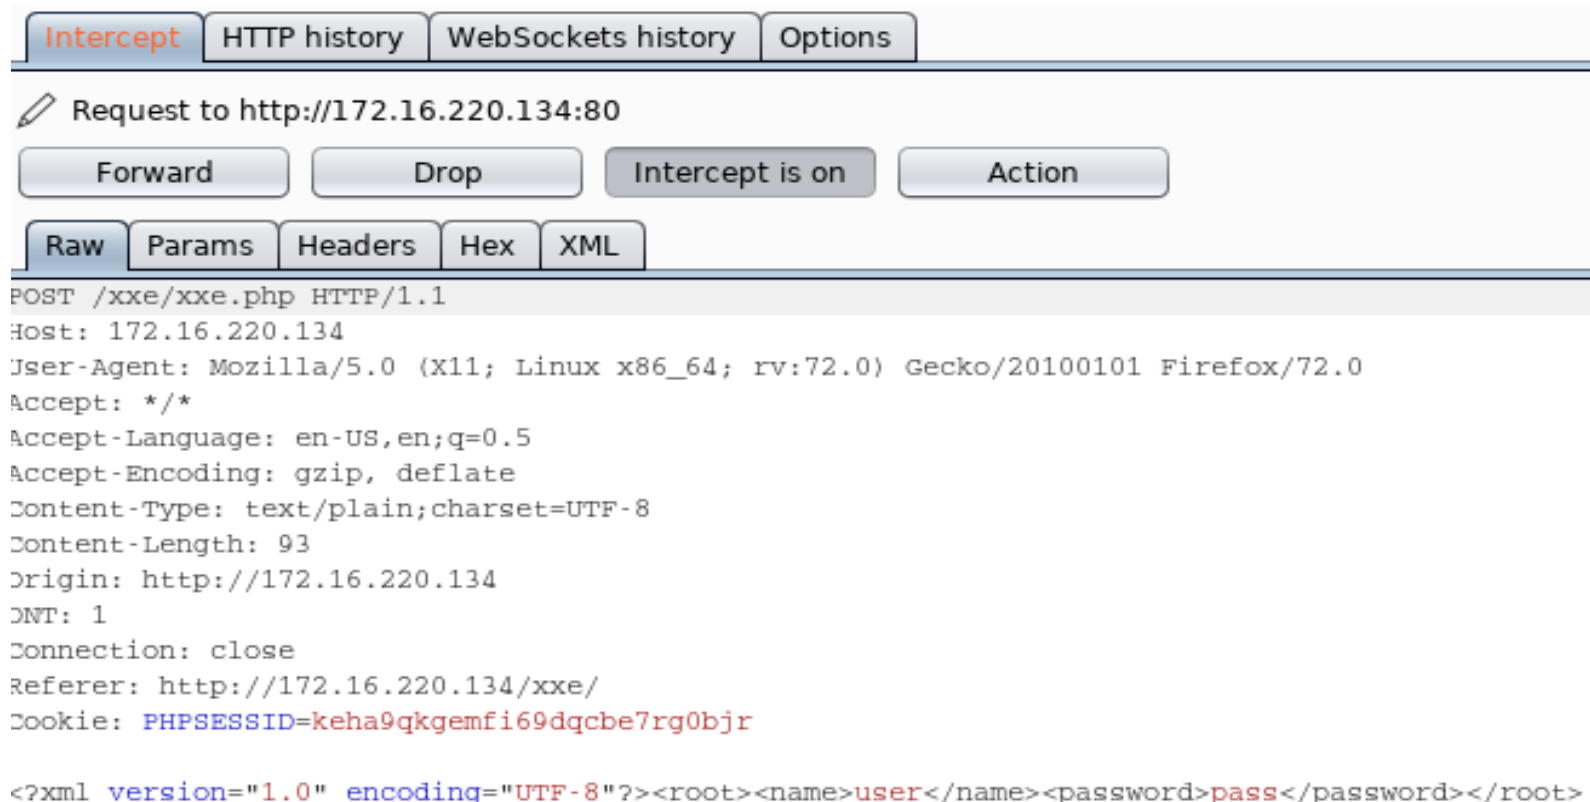 Intercept HTTP history WebSockets history Options
Request to http://172.16.220.134:80
Forward Drop Intercept is on Action
Raw Params Headers Hex XML
POST /xxe/xxe.php HTTP/1.1
Host: 172.16.220.134
User-Agent: Mozilla/5.0 (X11; Linux x86_64; rv:72.0) Gecko/20100101 Firefox/72.0
Accept: */*
Accept-Language: en-US,en;q=0.5
Accept-Encoding: gzip, deflate
Content-Type: text/plain;charset=UTF-8
Content-Length: 93
Origin: http://172.16.220.134
DNT: 1
Connection: close
Referer: http://172.16.220.134/xxe/
Cookie: PHPSESSID=keha9qkgemfi69dqcbe7rg0bjr
<?xml version="1.0" encoding="UTF-8"?><root><name>user</name><password>pass</password></root>